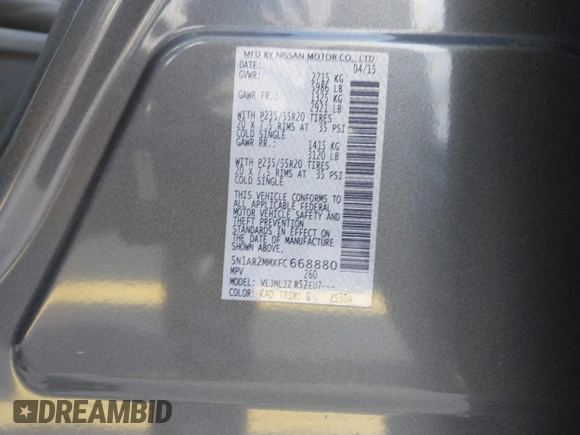 MFD BY NISSAN MOTOR CO., LTD.
DATE: 04/15
GVWR: 2715 KG
5986 LB
GAWR FR.: 1325 KG
2921 LB
WITH P235/55R20 TIRES
20 X 7.5 RIMS AT 35 PSI
COLD SINGLE
GAWR RR.: 1415 KG
3120 LB
WITH P235/55R20 TIRES
20 X 7.5 RIMS AT 35 PSI
COLD SINGLE
THIS VEHICLE CONFORMS TO
ALL APPLICABLE FEDERAL
MOTOR VEHICLE SAFETY AND
THEFT PREVENTION
STANDARDS IN EFFECT ON
THE DATE OF MANUFACTURE
SHOWN ABOVE.
5N1AR2MMXFC668880
MPV 260
MODEL: R52EU7---
COLOR: KAD TRIM: G
DREAMBID